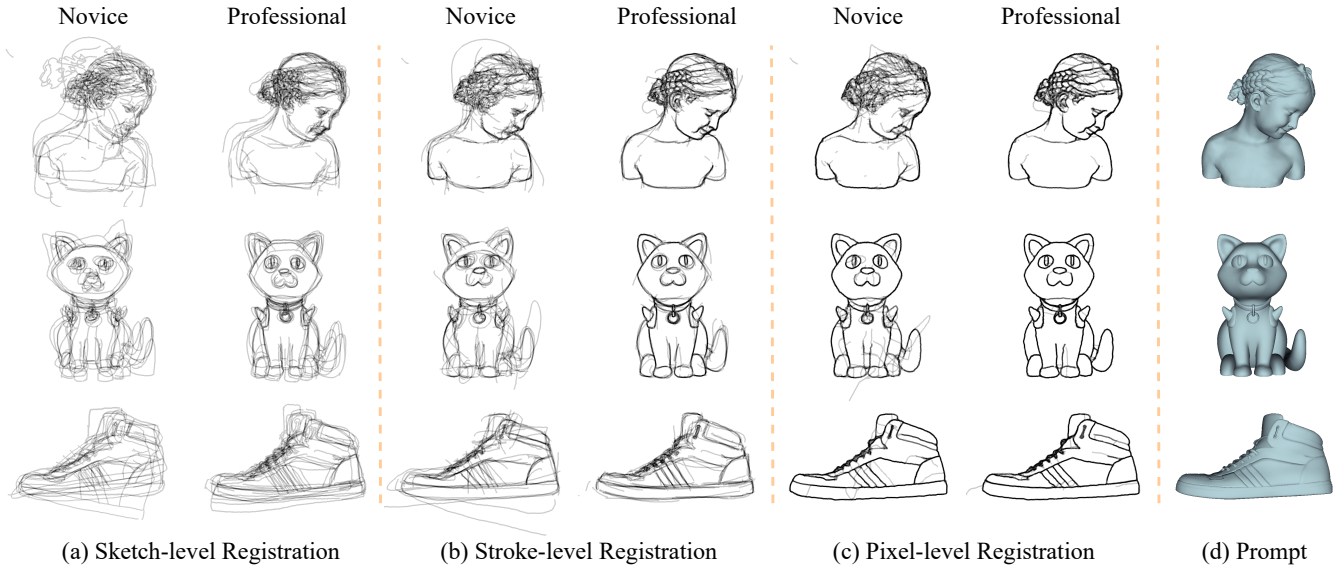 Novice Professional Novice Professional Novice Professional
(a) Sketch-level Registration (b) Stroke-level Registration (c) Pixel-level Registration (d) Prompt